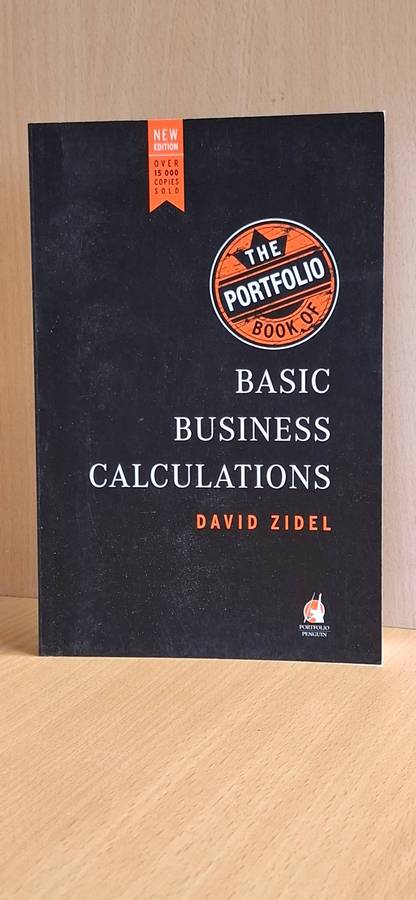 NEW
EDITION
OVER
15 000
COPIES
SOLD
THE
PORTFOLIO
BOOK OF
BASIC
BUSINESS
CALCULATIONS
DAVID ZIDEL
PORTFOLIO
PENGUIN